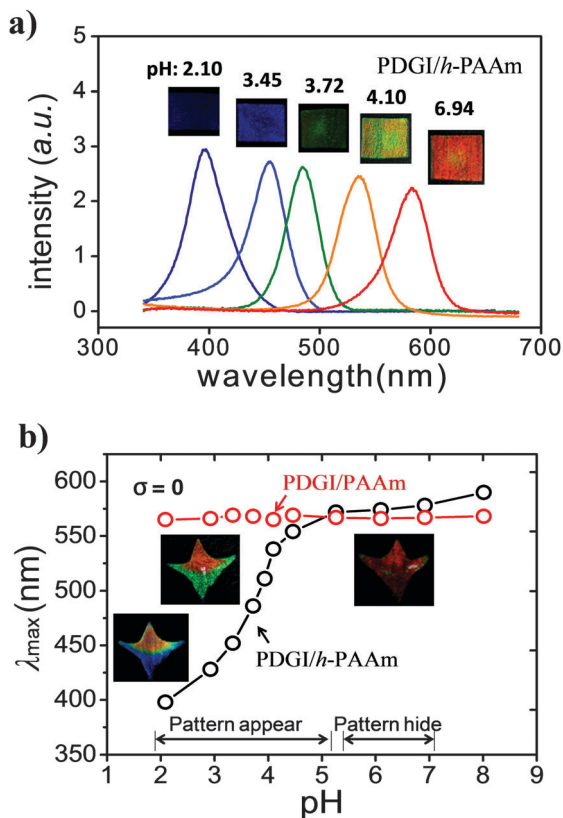 a)
5
4
3
2
1
0
intensity (a.u.)
PDGI/h-PAAm
pH: 2.10
3.45
3.72
4.10
6.94
300
400
500
600
700
wavelength(nm)
b)
600
550
500
450
400
350
λmax(nm)
σ = 0
PDGI/PAAm
PDGI/h-PAAm
Pattern appear
Pattern hide
1
2
3
4
5
6
7
8
9
pH